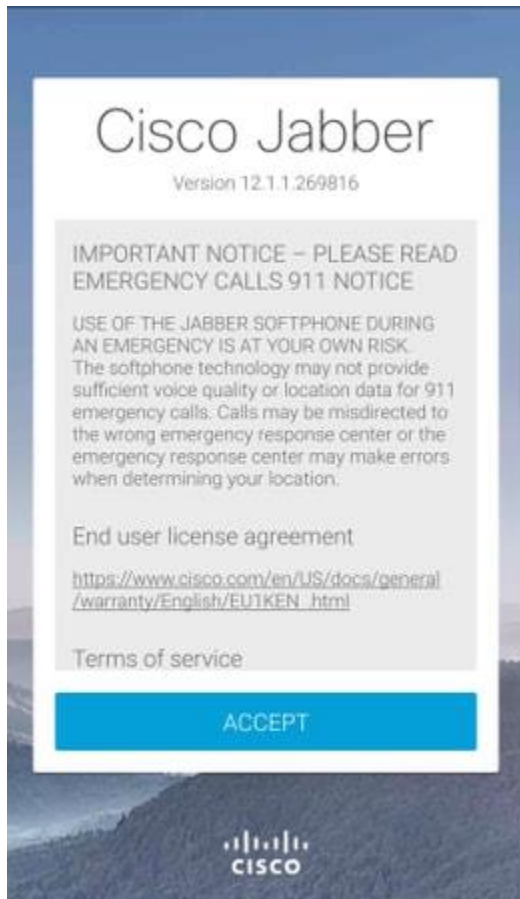 Cisco Jabber
Version 12.1.1.269816
IMPORTANT NOTICE – PLEASE READ
EMERGENCY CALLS 911 NOTICE
USE OF THE JABBER SOFTPHONE DURING
AN EMERGENCY IS AT YOUR OWN RISK.
The softphone technology may not provide
sufficient voice quality or location data for 911
emergency calls. Calls may be misdirected to
the wrong emergency response center or the
emergency response center may make errors
when determining your location.
End user license agreement
https://www.cisco.com/en/US/docs/general
/warranty/English/EU1KEN_.html
Terms of service
ACCEPT
CISCO